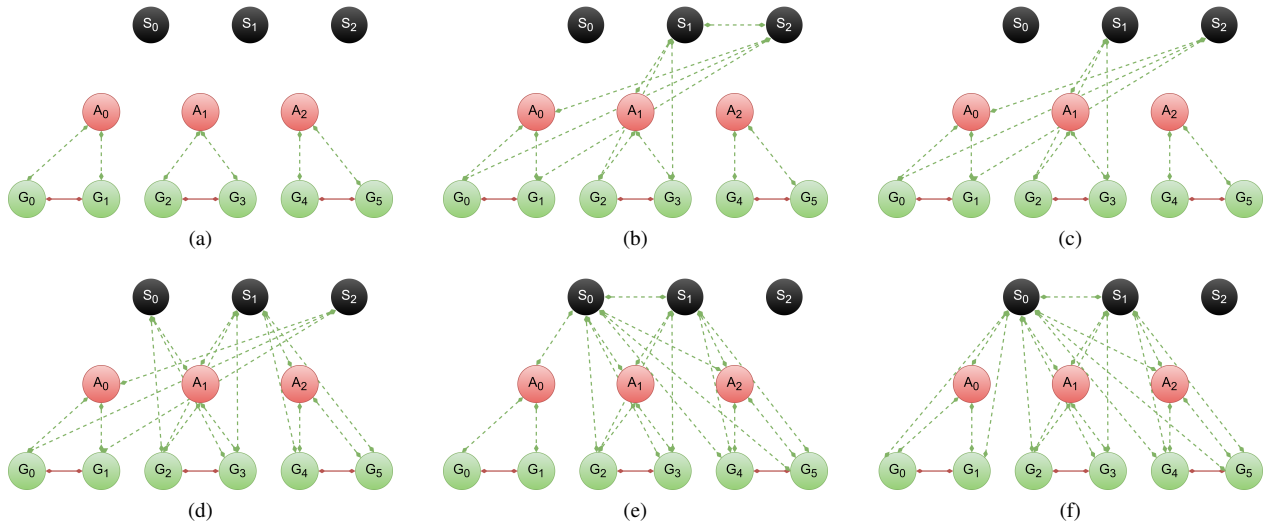 S0 S1 S2 S0 S1 S2 S0 S1 S2
A0 A1 A2 A0 A1 A2 A0 A1 A2
G0 G1 G2 G3 G4 G5 G0 G1 G2 G3 G4 G5 G0 G1 G2 G3 G4 G5
(a) (b) (c)
S0 S1 S2 S0 S1 S2 S0 S1 S2
A0 A1 A2 A0 A1 A2 A0 A1 A2
G0 G1 G2 G3 G4 G5 G0 G1 G2 G3 G4 G5 G0 G1 G2 G3 G4 G5
(d) (e) (f)